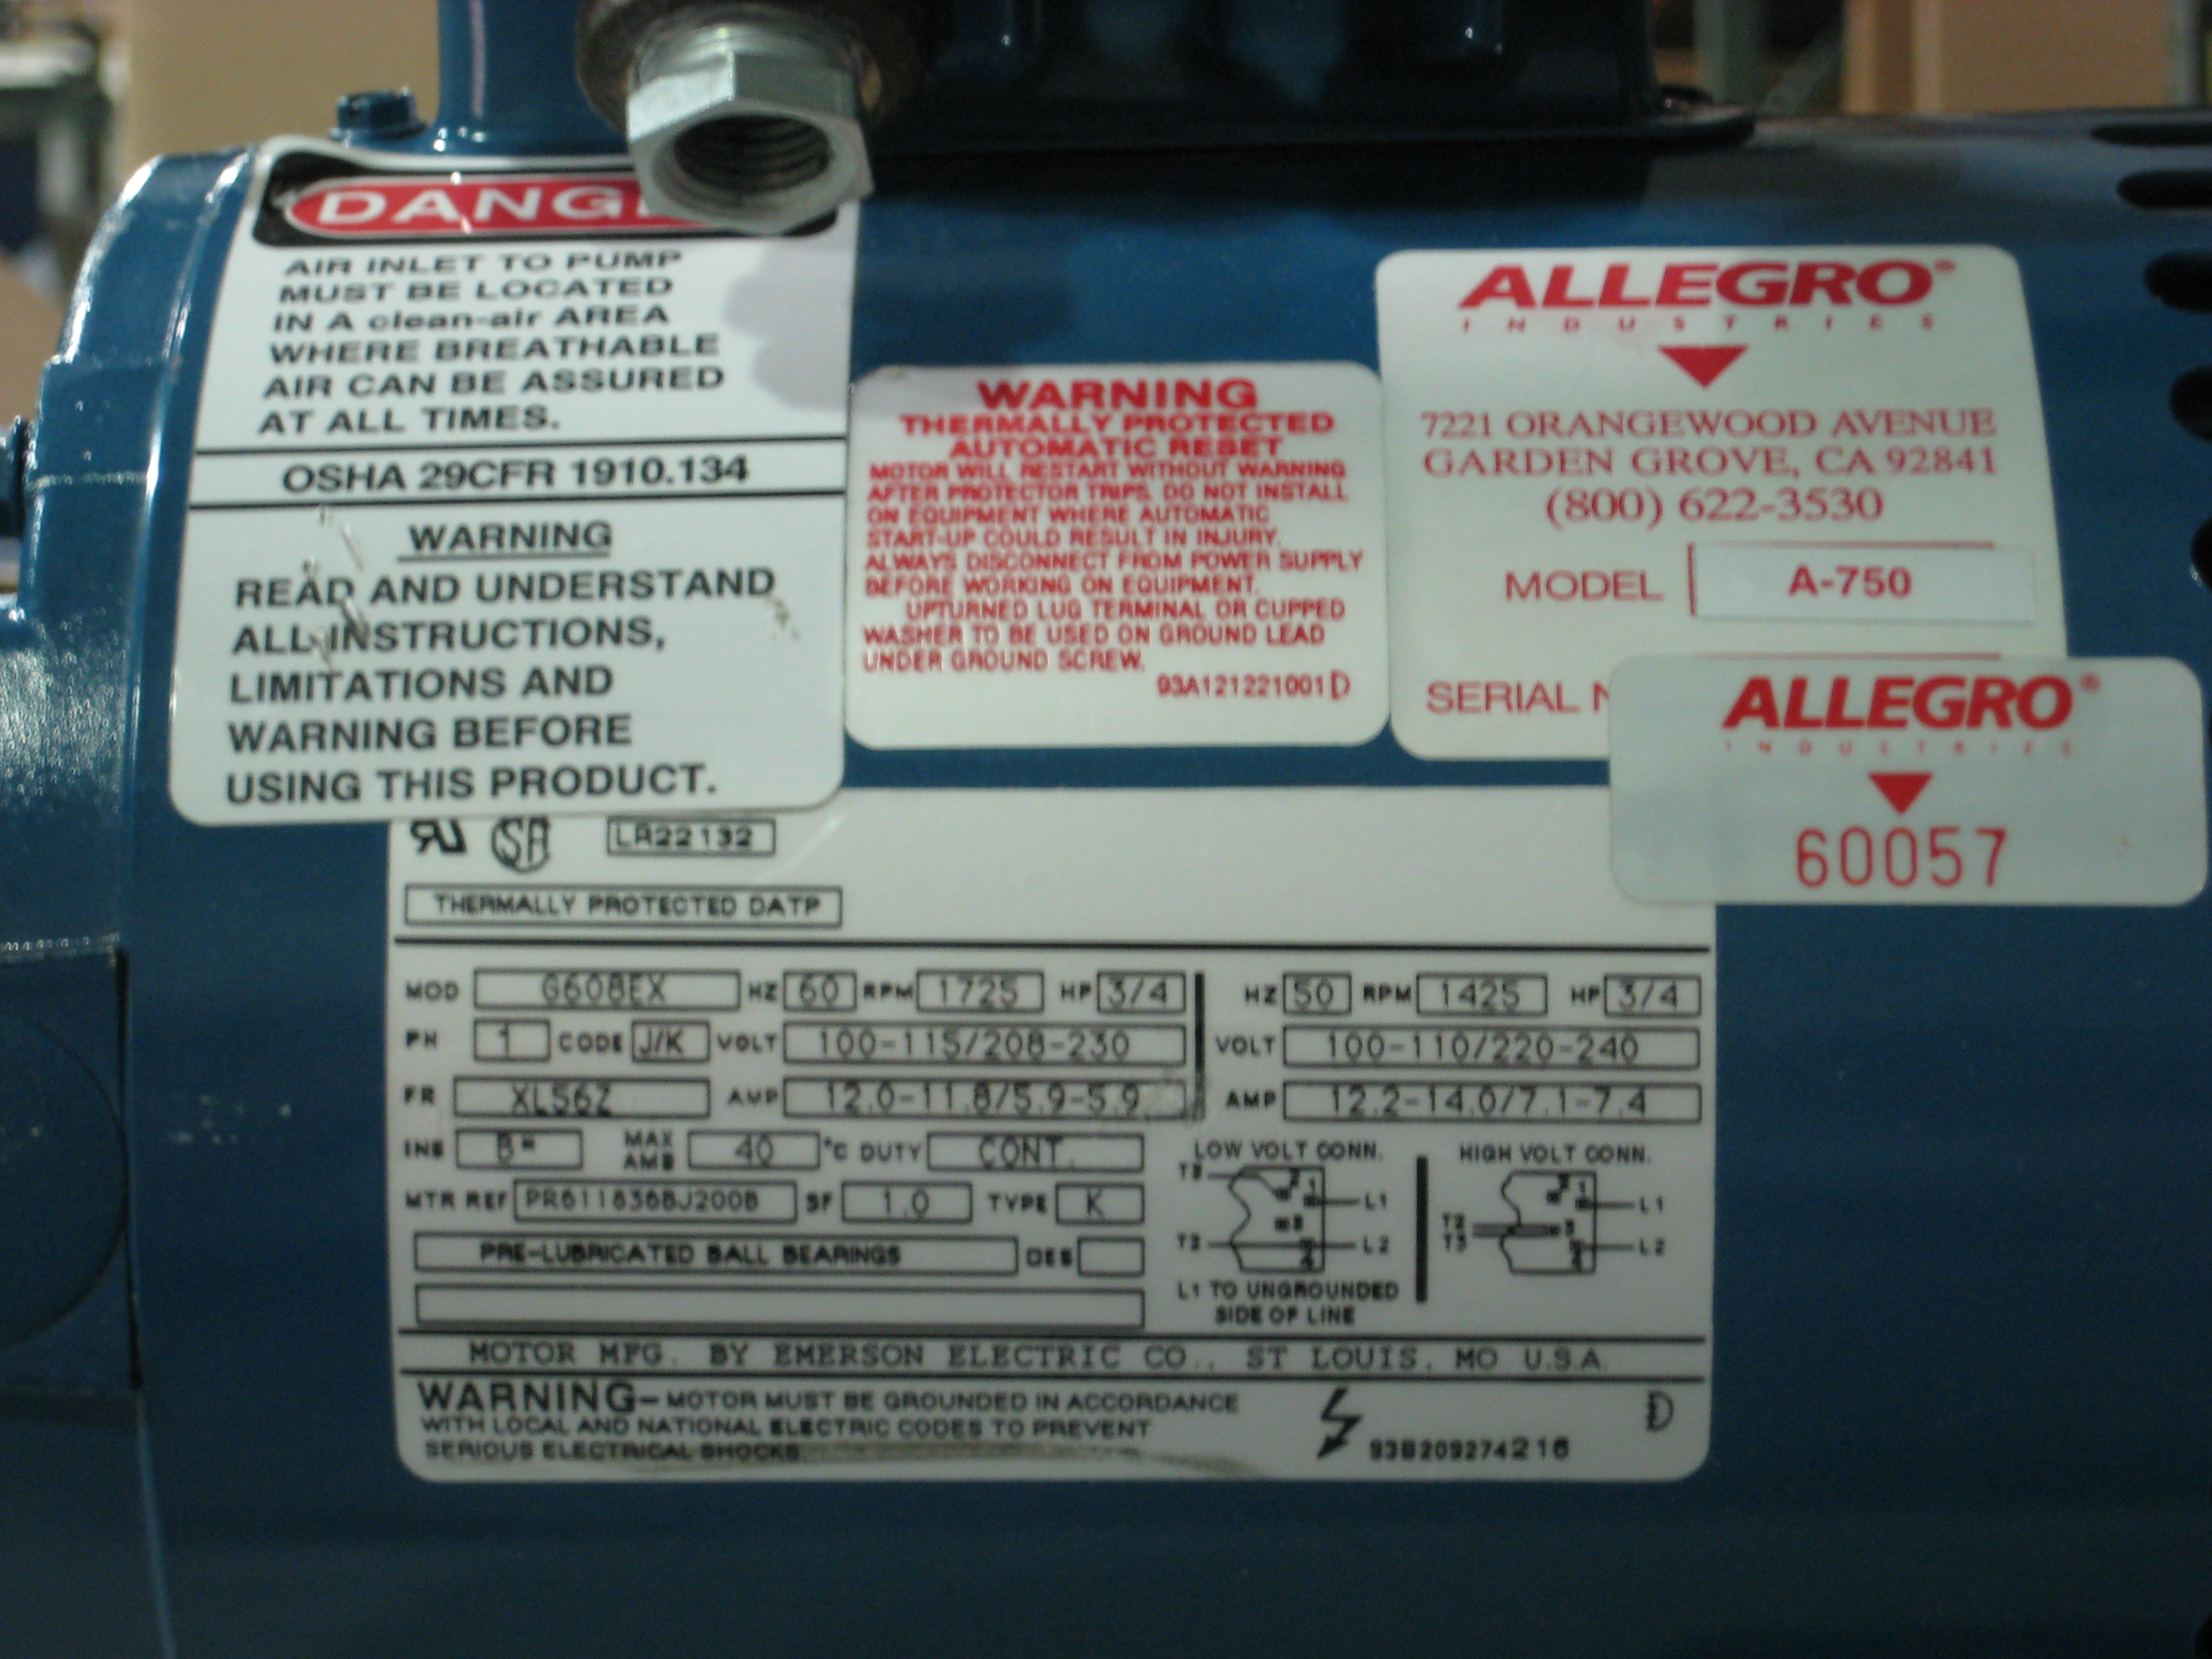 DANG
AIR INLET TO PUMP
MUST BE LOCATED
IN A clean-air AREA
WHERE BREATHABLE
AIR CAN BE ASSURED
AT ALL TIMES.
OSHA 29CFR 1910.134
WARNING
READ AND UNDERSTAND
ALL INSTRUCTIONS,
LIMITATIONS AND
WARNING BEFORE
USING THIS PRODUCT.
WARNING
THERMALLY PROTECTED
AUTOMATIC RESET
MOTOR WILL RESTART WITHOUT WARNING
AFTER PROTECTOR TRIPS. DO NOT INSTALL
ON EQUIPMENT WHERE AUTOMATIC
START-UP COULD RESULT IN INJURY.
ALWAYS DISCONNECT FROM POWER SUPPLY
BEFORE WORKING ON EQUIPMENT.
UPTURNED LUG TERMINAL OR CUPPED
WASHER TO BE USED ON GROUND LEAD
UNDER GROUND SCREW.
93A121221001 D
ALLEGRO®
INDUSTRIES
7221 ORANGEWOOD AVENUE
GARDEN GROVE, CA 92841
(800) 622-3530
MODEL A-750
SERIAL N
ALLEGRO®
INDUSTRIES
60057
LR22132
THERMALLY PROTECTED DATP
MOD G608EX HZ 60 RPM 1725 HP 3/4 HZ 50 RPM 1425 HP 3/4
PH 1 CODE J/K VOLT 100-115/208-230 VOLT 100-110/220-240
FR XL56Z AMP 12.0-11.8/5.9-5.9 AMP 12.2-14.0/7.1-7.4
INS B MAX AMB 40 °C DUTY CONT. LOW VOLT CONN. HIGH VOLT CONN.
MTR REF SF 1.0 TYPE K
PRE-LUBRICATED BALL BEARINGS DES
L1 L1
T2 L2 L2
L1 TO UNGROUNDED
SIDE OF LINE
MOTOR MFG. BY EMERSON ELECTRIC CO., ST LOUIS, MO U.S.A.
WARNING- MOTOR MUST BE GROUNDED IN ACCORDANCE
WITH LOCAL AND NATIONAL ELECTRIC CODES TO PREVENT
SERIOUS ELECTRICAL SHOCKS.
D